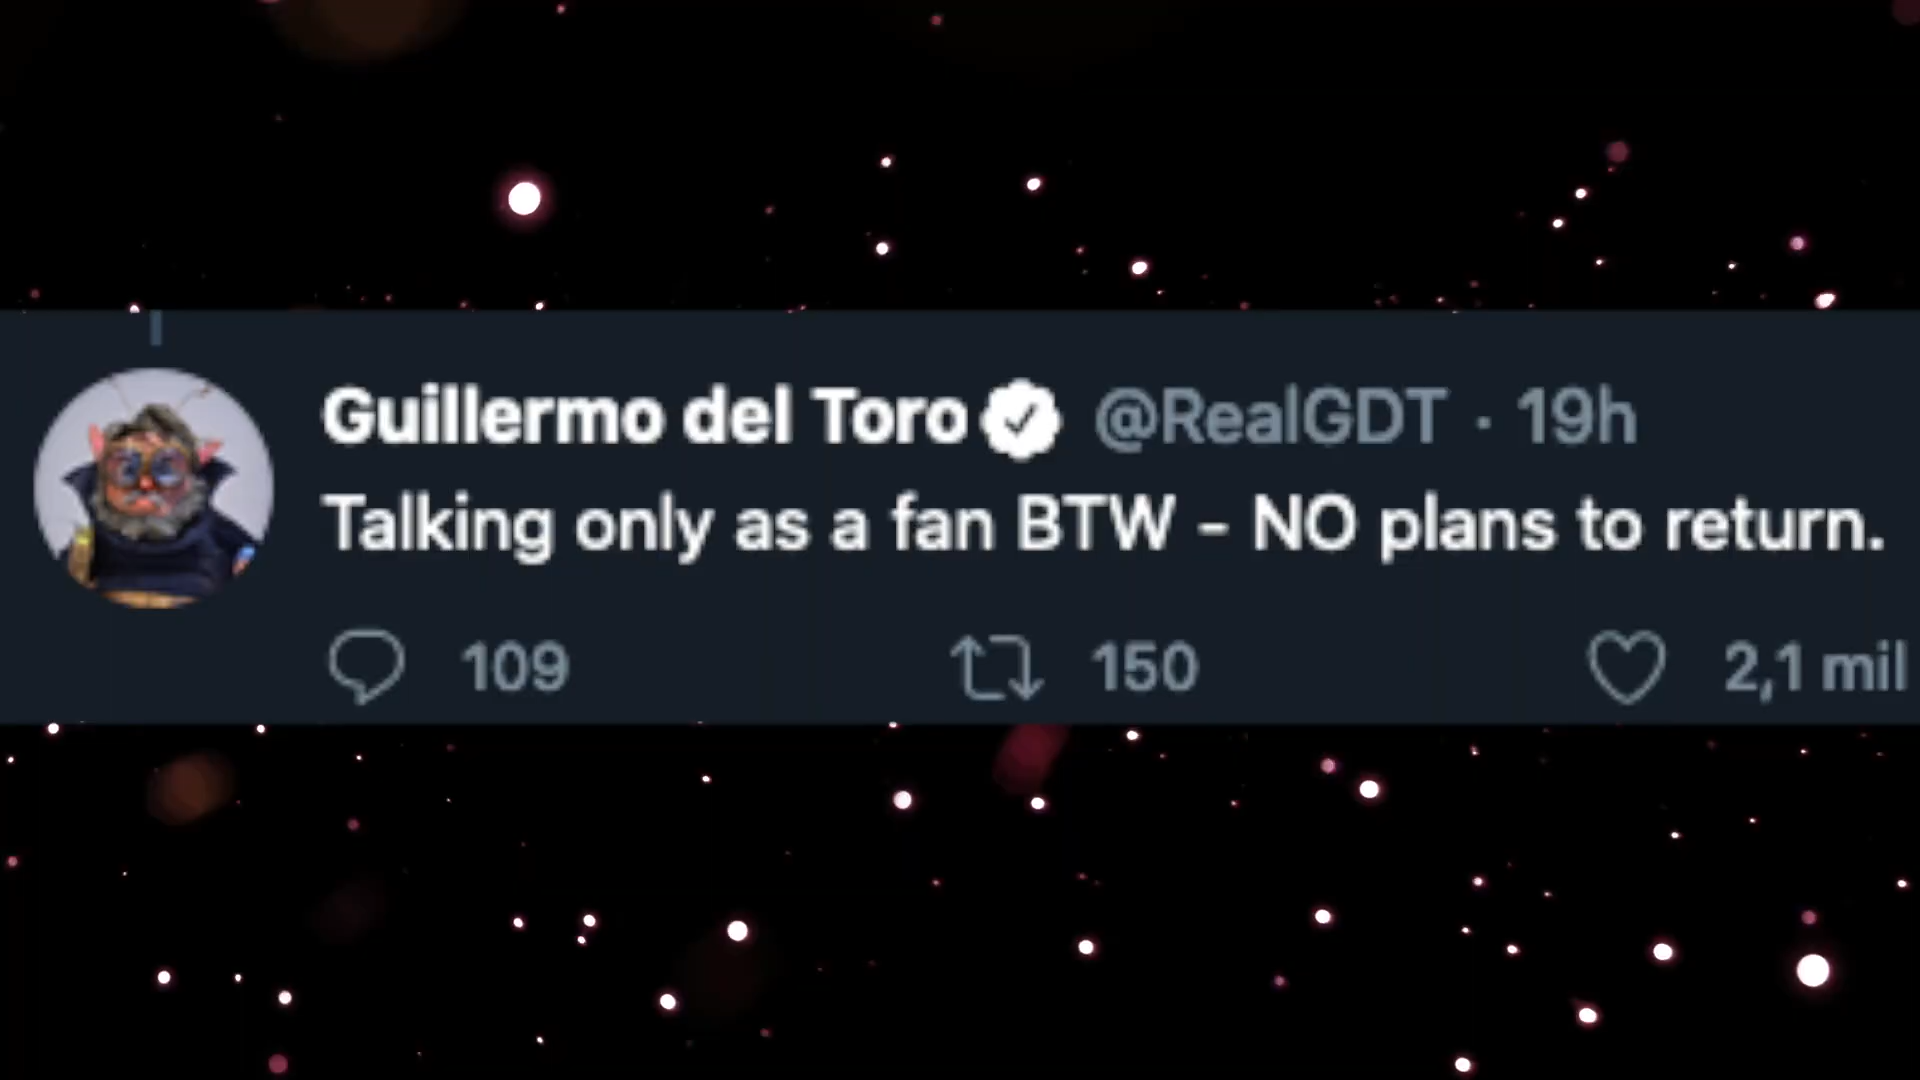 Guillermo del Toro @RealGDT · 19h
Talking only as a fan BTW - NO plans to return.
109 150 2,1 mil